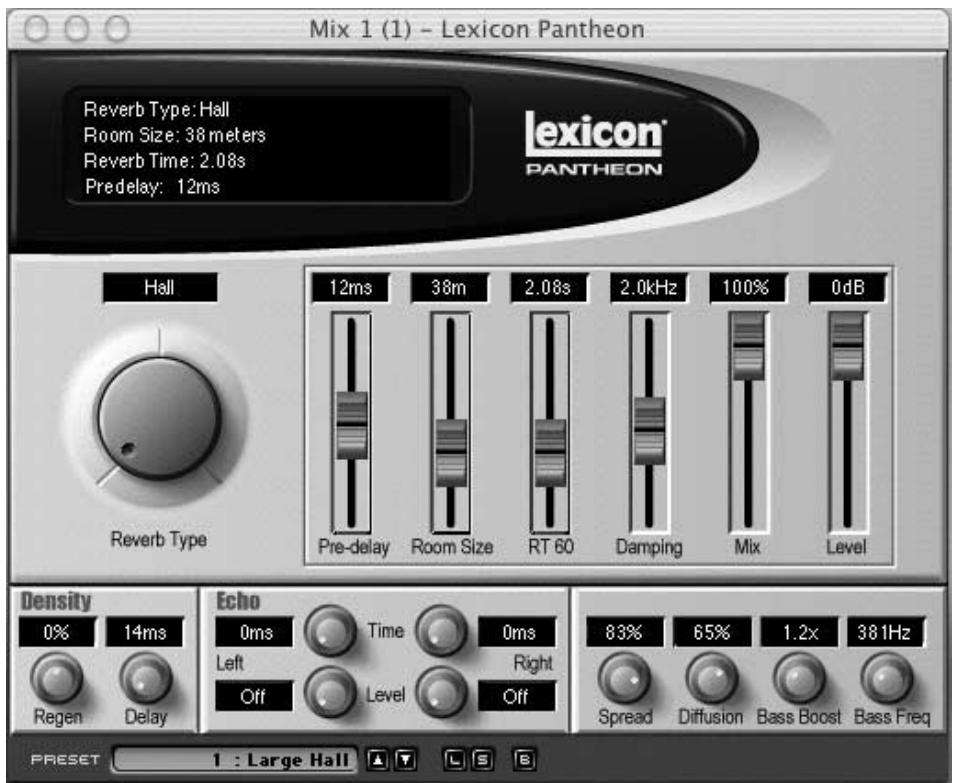 Mix 1 (1) – Lexicon Pantheon
Reverb Type: Hall
Room Size: 38 meters
Reverb Time: 2.08s
Predelay: 12ms
lexicon
PANTHEON
Hall
12ms 38m 2.08s 2.0kHz 100% 0dB
Reverb Type
Pre-delay Room Size RT 60 Damping Mix Level
Density
0% 14ms
Regen Delay
Echo
0ms Time 0ms
Left Right
Off Level Off
83% 65% 1.2x 381Hz
Spread Diffusion Bass Boost Bass Freq
PRESET 1 : Large Hall L S B